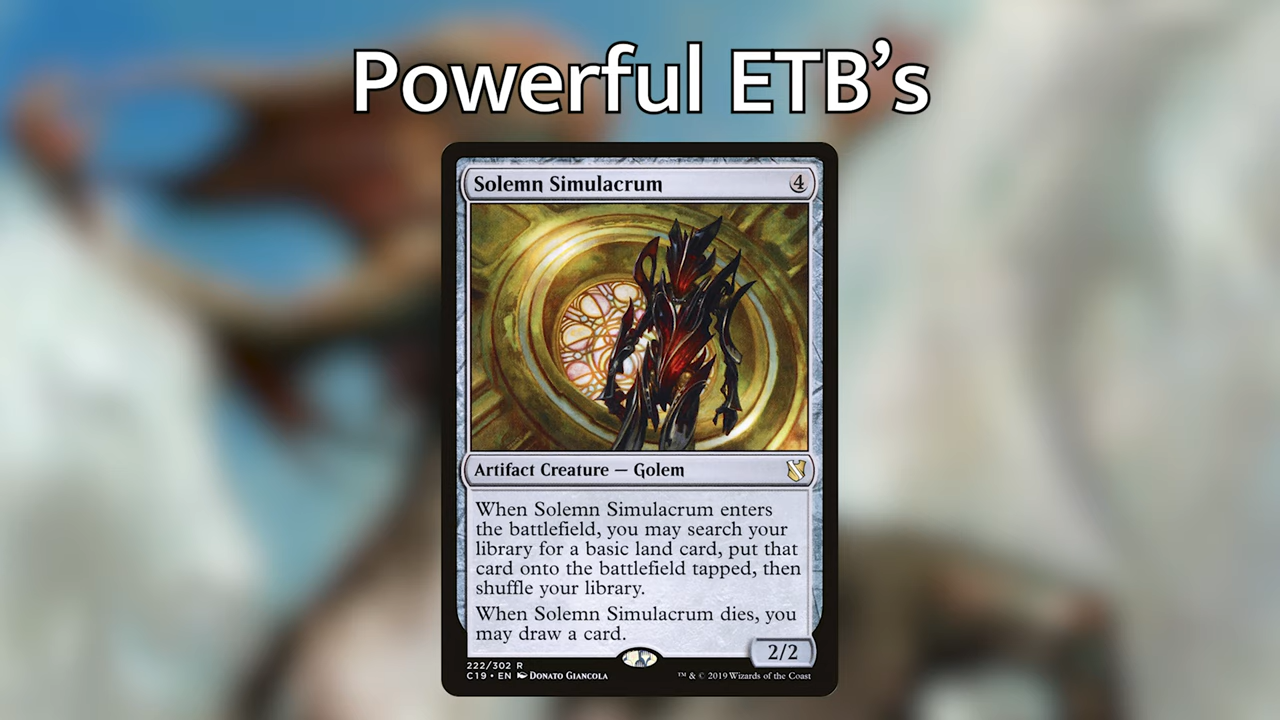 Powerful ETB’s
Solemn Simulacrum 4
Artifact Creature — Golem
When Solemn Simulacrum enters
the battlefield, you may search your
library for a basic land card, put that
card onto the battlefield tapped, then
shuffle your library.
When Solemn Simulacrum dies, you
may draw a card.
2/2
222/302 R
C19 • EN Donato Giancola
™ & © 2019 Wizards of the Coast